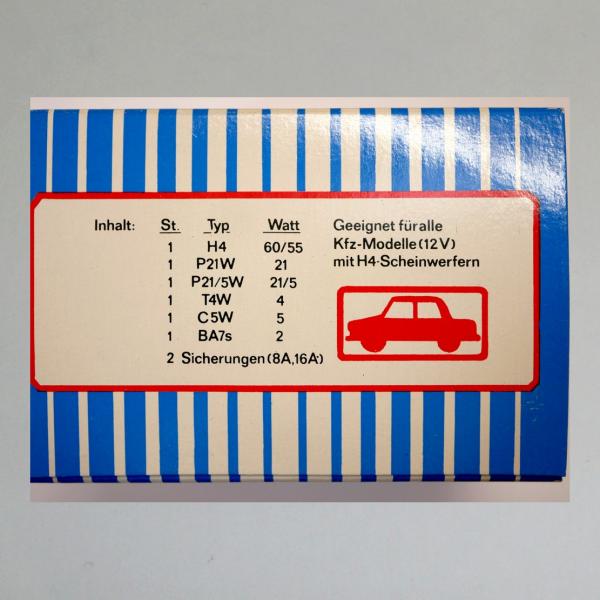 Inhalt: St. Typ Watt
1 H4 60/55
1 P21W 21
1 P21/5W 21/5
1 T4W 4
1 C5W 5
1 BA7s 2
2 Sicherungen (8A,16A)
Geeignet füralle
Kfz-Modelle (12V)
mit H4-Scheinwerfern